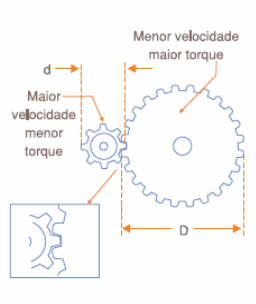 Menor velocidade
maior torque
d
Maior
velocidade
menor
torque
D